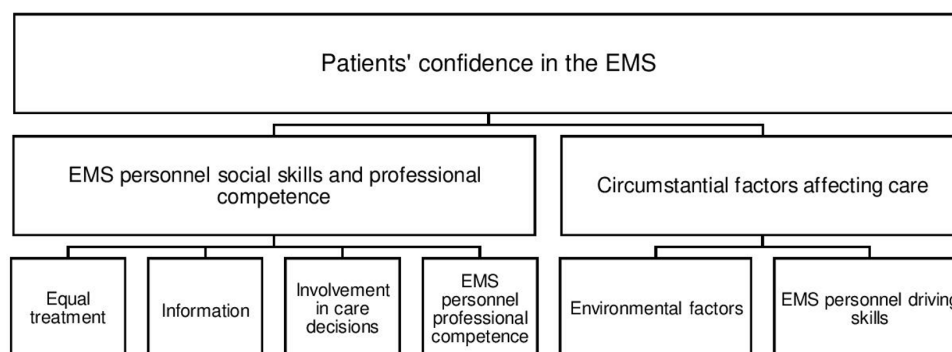 Patients' confidence in the EMS
EMS personnel social skills and professional
competence
Circumstantial factors affecting care
Equal
treatment
Information
Involvement
in care
decisions
EMS
personnel
professional
competence
Environmental factors
EMS personnel driving
skills